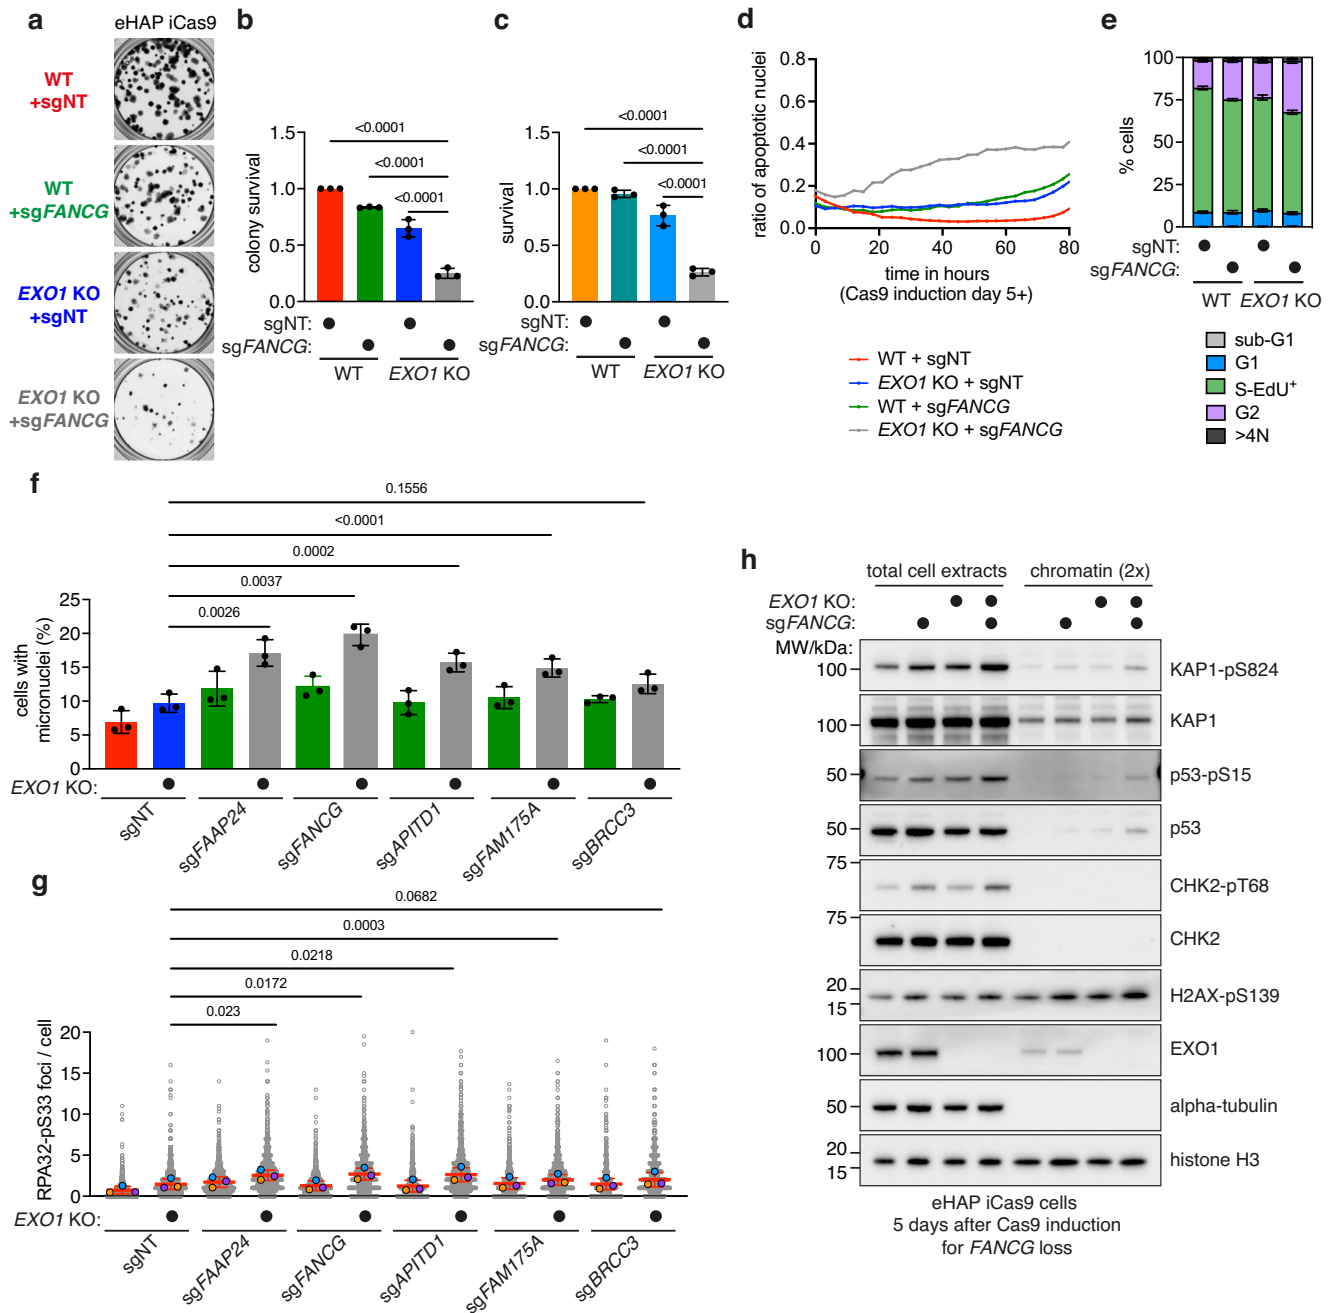 a
eHAP iCas9
WT
+sgNT
WT
+sgFANCG
EXO1 KO
+sgNT
EXO1 KO
+sgFANCG
b
colony survival
1.5
1.0
0.5
0.0
<0.0001
<0.0001
<0.0001
sgNT:
sgFANCG:
WT
EXO1 KO
c
survival
1.5
1.0
0.5
0.0
<0.0001
<0.0001
<0.0001
sgNT:
sgFANCG:
WT
EXO1 KO
d
ratio of apoptotic nuclei
0.8
0.6
0.4
0.2
0.0
0
20
40
60
80
time in hours
(Cas9 induction day 5+)
WT + sgNT
EXO1 KO + sgNT
WT + sgFANCG
EXO1 KO + sgFANCG
e
% cells
100
75
50
25
0
sgNT:
sgFANCG:
WT
EXO1 KO
sub-G1
G1
S-EdU+
G2
>4N
f
0.1556
<0.0001
0.0002
0.0037
0.0026
cells with
micronuclei (%)
25
20
15
10
5
0
EXO1 KO:
sgNT
sgFAAP24
sgFANCG
sgAPITD1
sgFAM175A
sgBRCC3
g
0.0682
0.0003
0.0218
0.0172
0.023
RPA32-pS33 foci / cell
20
15
10
5
0
EXO1 KO:
sgNT
sgFAAP24
sgFANCG
sgAPITD1
sgFAM175A
sgBRCC3
h
total cell extracts
chromatin (2x)
EXO1 KO:
sgFANCG:
MW/kDa:
100
KAP1-pS824
100
KAP1
50
p53-pS15
50
p53
75
CHK2-pT68
75
CHK2
20
15
H2AX-pS139
100
EXO1
50
alpha-tubulin
20
15
histone H3
eHAP iCas9 cells
5 days after Cas9 induction
for FANCG loss